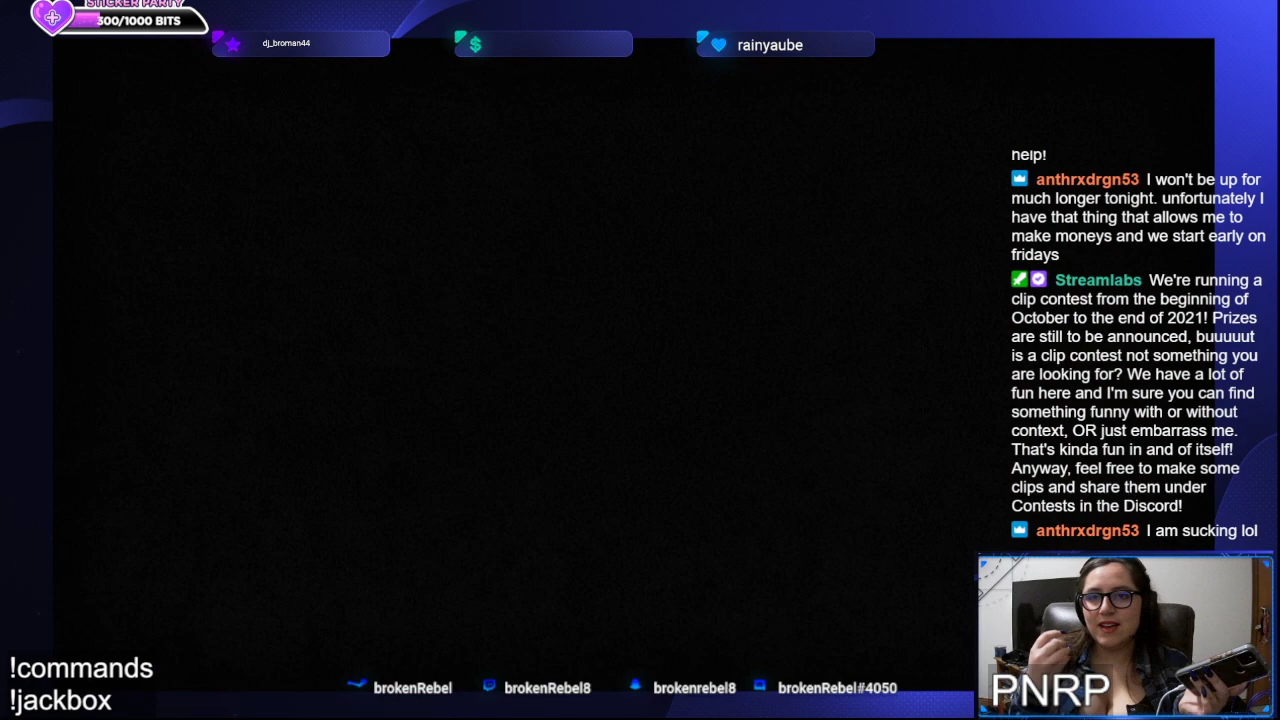 STICKER PARTY
300/1000 BITS
dj_broman44
$
rainyaube
help!
anthrxdrgn53 I won't be up for
much longer tonight. unfortunately I
have that thing that allows me to
make moneys and we start early on
fridays
Streamlabs We're running a
clip contest from the beginning of
October to the end of 2021! Prizes
are still to be announced, buuuuut
is a clip contest not something you
are looking for? We have a lot of
fun here and I'm sure you can find
something funny with or without
context, OR just embarrass me.
That's kinda fun in and of itself!
Anyway, feel free to make some
clips and share them under
Contests in the Discord!
anthrxdrgn53 I am sucking lol
!commands
!jackbox
brokenRebel
brokenRebel8
brokenrebel8
brokenRebel#4050
PNRP